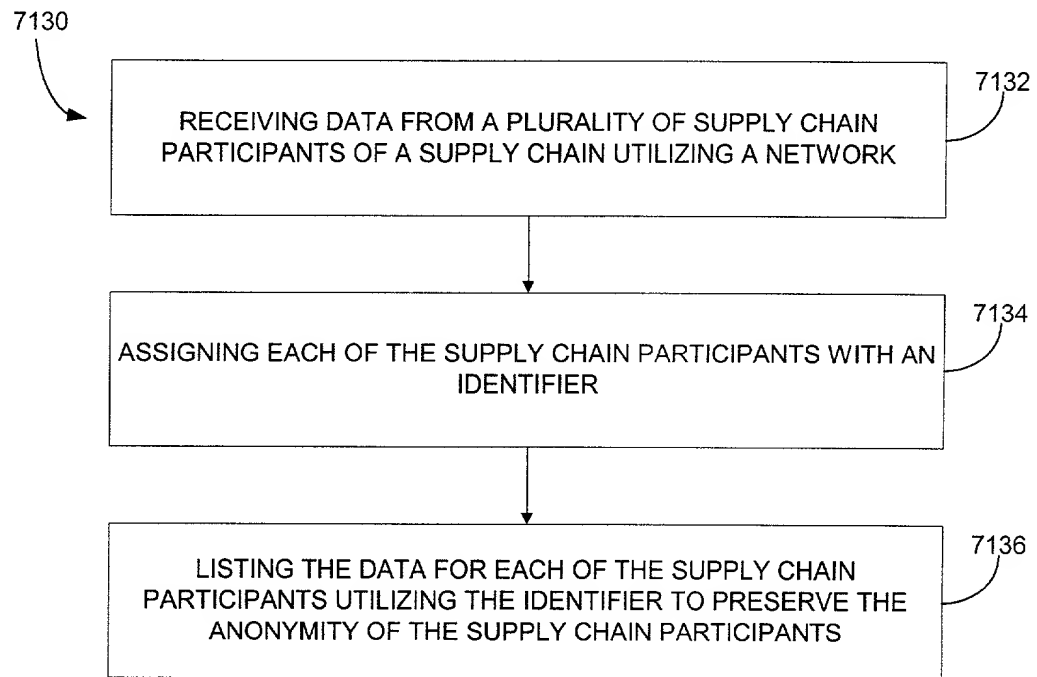 7130
7132
RECEIVING DATA FROM A PLURALITY OF SUPPLY CHAIN
PARTICIPANTS OF A SUPPLY CHAIN UTILIZING A NETWORK
7134
ASSIGNING EACH OF THE SUPPLY CHAIN PARTICIPANTS WITH AN
IDENTIFIER
7136
LISTING THE DATA FOR EACH OF THE SUPPLY CHAIN
PARTICIPANTS UTILIZING THE IDENTIFIER TO PRESERVE THE
ANONYMITY OF THE SUPPLY CHAIN PARTICIPANTS